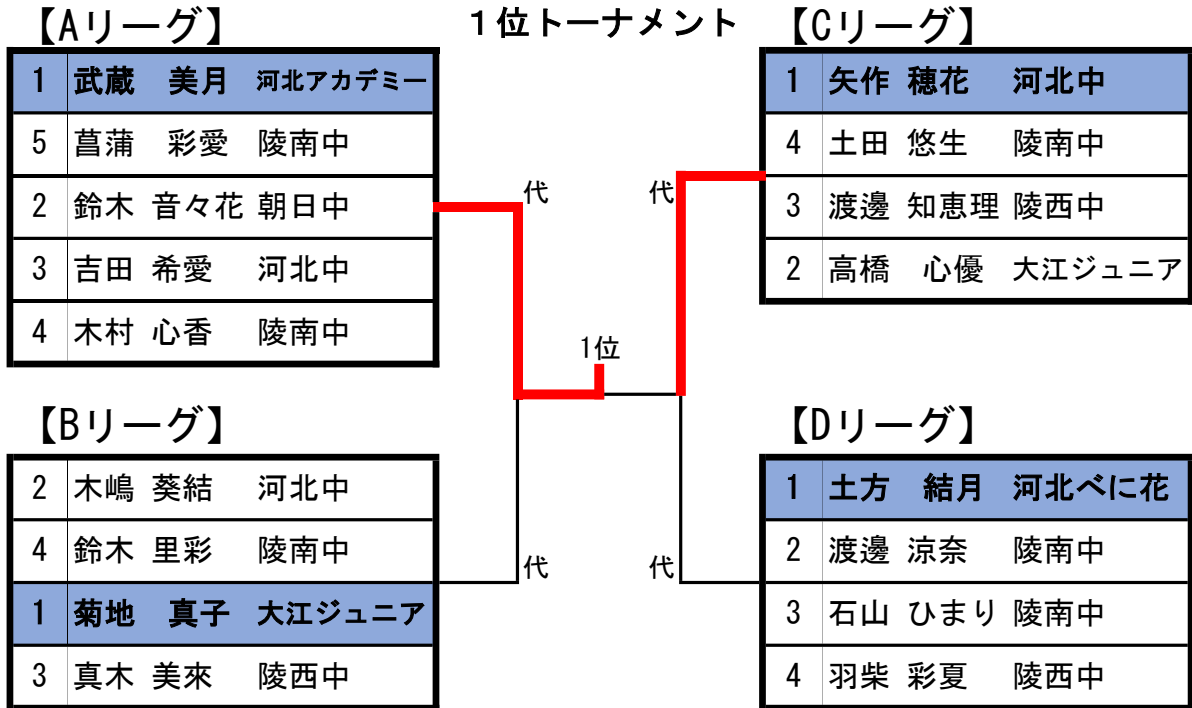 １位トーナメント
【Aリーグ】
1 武蔵 美月 河北アカデミー
5 菖蒲 彩愛 陵南中
2 鈴木 音々花 朝日中
3 吉田 希愛 河北中
4 木村 心香 陵南中
【Bリーグ】
2 木嶋 葵結 河北中
4 鈴木 里彩 陵南中
1 菊地 真子 大江ジュニア
3 真木 美來 陵西中
代
代
1位
代
代
【Cリーグ】
1 矢作 穂花 河北中
4 土田 悠生 陵南中
3 渡邊 知恵理 陵西中
2 高橋 心優 大江ジュニア
【Dリーグ】
1 土方 結月 河北べに花
2 渡邊 涼奈 陵南中
3 石山 ひまり 陵南中
4 羽柴 彩夏 陵西中